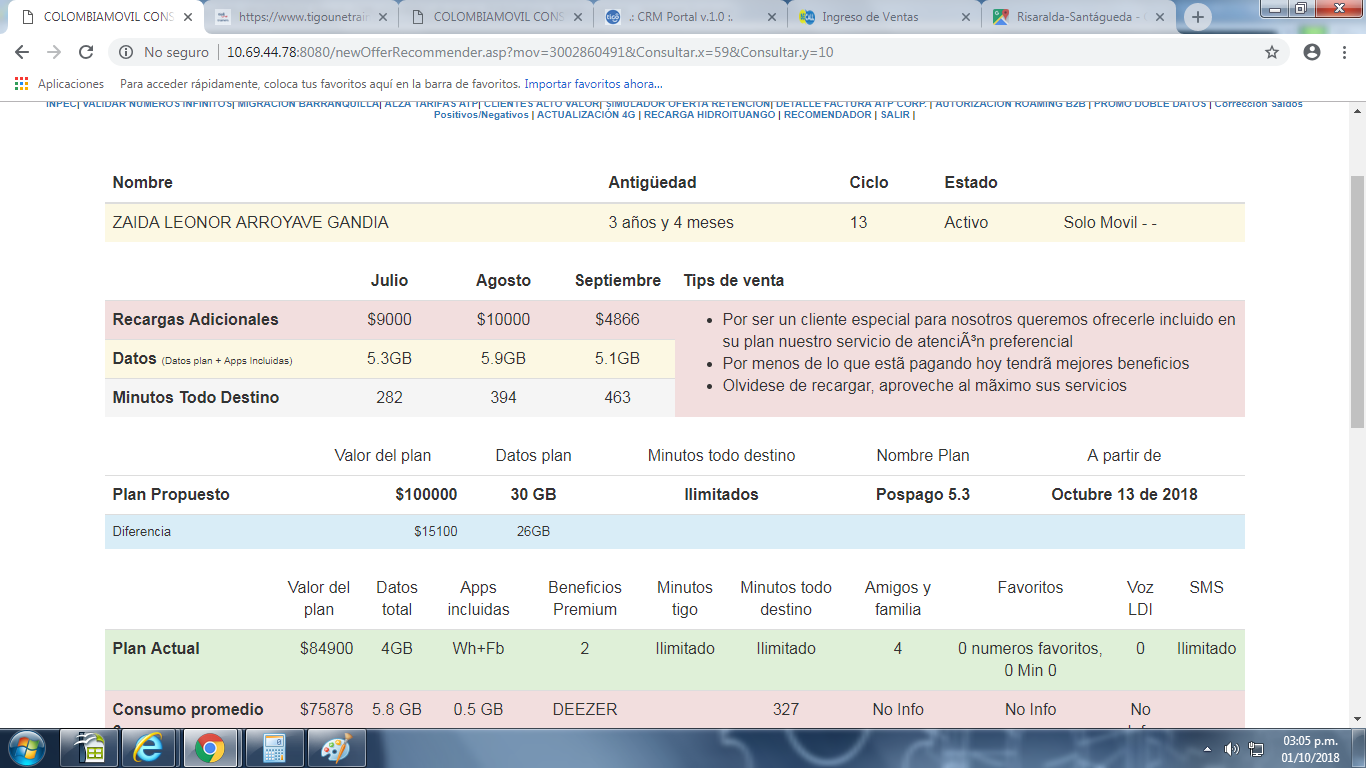 COLOMBIAMOVIL CONS
https://www.tigounetrain
COLOMBIAMOVIL CONS
.: CRM Portal v.1.0 :.
Ingreso de Ventas
Risaralda-Santágueda -
No seguro
10.69.44.78:8080/newOfferRecommender.asp?mov=3002860491&Consultar.x=59&Consultar.y=10
Aplicaciones
Para acceder rápidamente, coloca tus favoritos aquí en la barra de favoritos. Importar favoritos ahora...
INPEC| VALIDAR NUMEROS INFINITOS| MIGRACION BARRANQUILLA| ALZA TARIFAS ATP| CLIENTES ALTO VALOR| SIMULADOR OFERTA RETENCION| DETALLE FACTURA ATP CORP. | AUTORIZACION ROAMING B2B | PROMO DOBLE DATOS | Corrección Saldos
Positivos/Negativos | ACTUALIZACIÓN 4G | RECARGA HIDROITUANGO | RECOMENDADOR | SALIR |
Nombre Antigüedad Ciclo Estado
ZAIDA LEONOR ARROYAVE GANDIA 3 años y 4 meses 13 Activo Solo Movil - -
Julio Agosto Septiembre Tips de venta
Recargas Adicionales $9000 $10000 $4866
Datos (Datos plan + Apps Incluidas) 5.3GB 5.9GB 5.1GB
Minutos Todo Destino 282 394 463
• Por ser un cliente especial para nosotros queremos ofrecerle incluido en
su plan nuestro servicio de atenciÃ³n preferencial
• Por menos de lo que estã pagando hoy tendrã mejores beneficios
• Olvidese de recargar, aproveche al mãximo sus servicios
Valor del plan Datos plan Minutos todo destino Nombre Plan A partir de
Plan Propuesto $100000 30 GB Ilimitados Pospago 5.3 Octubre 13 de 2018
Diferencia $15100 26GB
Valor del plan Datos total Apps incluidas Beneficios Premium Minutos tigo Minutos todo destino Amigos y familia Favoritos Voz LDI SMS
Plan Actual $84900 4GB Wh+Fb 2 Ilimitado Ilimitado 4 0 numeros favoritos, 0 Min 0 0 Ilimitado
Consumo promedio $75878 5.8 GB 0.5 GB DEEZER 327 No Info No Info No
03:05 p.m.
01/10/2018